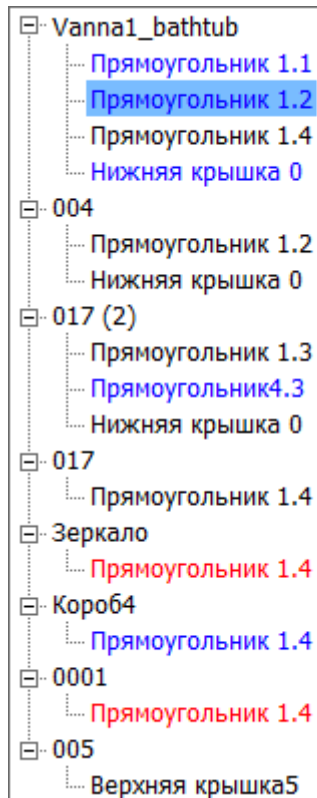 Vanna1_bathtub
Прямоугольник 1.1
Прямоугольник 1.2
Прямоугольник 1.4
Нижняя крышка 0
004
Прямоугольник 1.2
Нижняя крышка 0
017 (2)
Прямоугольник 1.3
Прямоугольник4.3
Нижняя крышка 0
017
Прямоугольник 1.4
Зеркало
Прямоугольник 1.4
Короб4
Прямоугольник 1.4
0001
Прямоугольник 1.4
005
Верхняя крышка5